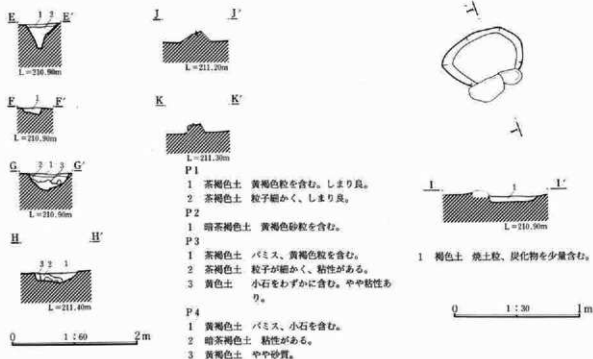 E 1 2 E′
L=210.90m
F 1 F′
L=210.90m
G 2 1 3 G′
L=210.90m
H H′
3 2 1
L=211.40m
0 1:60 2m
J J′
L=211.20m
K K′
L=211.30m
P1
1 茶褐色土 黄褐色粒を含む。しまり良。
2 茶褐色土 粒子細かく、しまり良。
P2
1 暗茶褐色土 黄褐色砂粒を含む。
P3
1 茶褐色土 パミス、黄褐色粒を含む。
2 茶褐色土 粒子が細かく、粘性がある。
3 黄色土 小石をわずかに含む。やや粘性あ
り。
P4
1 黄褐色土 パミス、小石を含む。
2 暗茶褐色土 粘性がある。
3 黄褐色土 やや砂質。
I
I′
I 1 I′
L=210.90m
1 褐色土 焼土粒、炭化物を少量含む。
0 1:30 1m